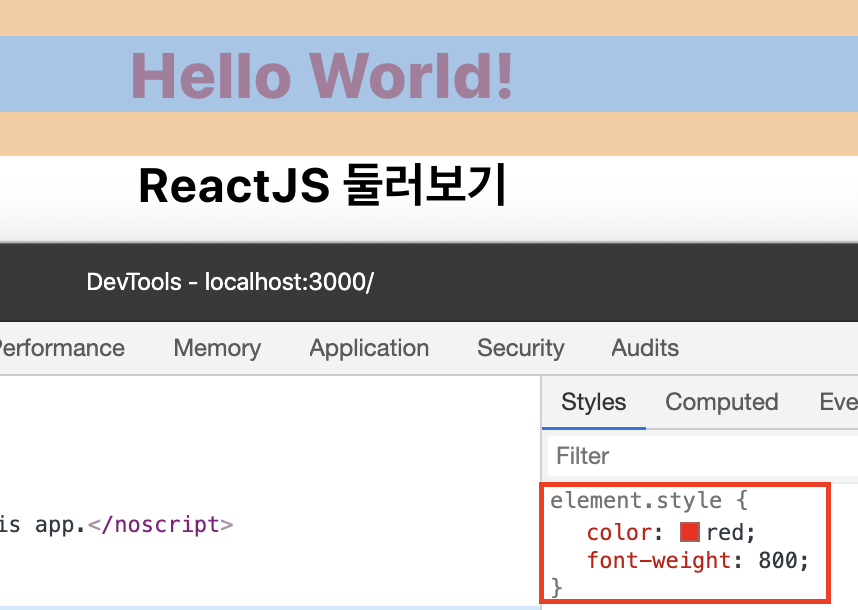 Hello World!
ReactJS 둘러보기
DevTools - localhost:3000/
Performance Memory Application Security Audits
Styles Computed Eve
Filter
element.style {
color: red;
font-weight: 800;
}
is app.</noscript>